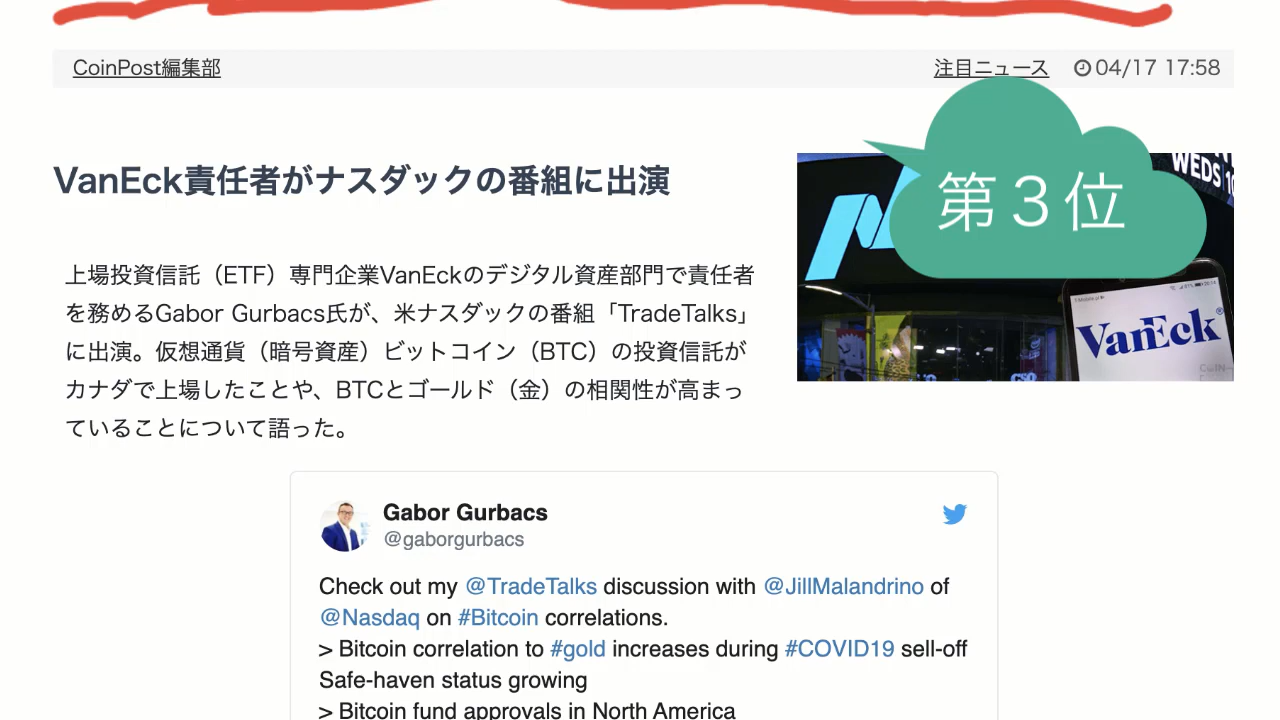 CoinPost編集部
注目ニュース 04/17 17:58
VanEck責任者がナスダックの番組に出演
第３位
WEDS
VanEck®
上場投資信託（ETF）専門企業VanEckのデジタル資産部門で責任者
を務めるGabor Gurbacs氏が、米ナスダックの番組「TradeTalks」
に出演。仮想通貨（暗号資産）ビットコイン（BTC）の投資信託が
カナダで上場したことや、BTCとゴールド（金）の相関性が高まっ
ていることについて語った。
Gabor Gurbacs
@gaborgurbacs
Check out my @TradeTalks discussion with @JillMalandrino of
@Nasdaq on #Bitcoin correlations.
> Bitcoin correlation to #gold increases during #COVID19 sell-off
Safe-haven status growing
> Bitcoin fund approvals in North America